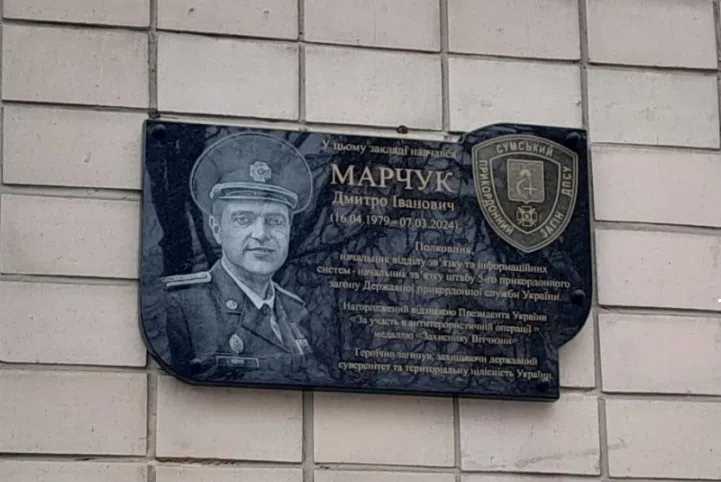 У цьому закладі навчався
МАРЧУК
Дмитро Іванович
(16.04.1979 - 07.03.2024)
Полковник,
начальник відділу зв'язку та інформаційних
систем - начальник зв'язку штабу 5-го прикордонного
загону Державної прикордонної служби України.
Нагороджений відзнакою Президента України
«За участь в антитерористичній операції»
медаллю «Захиснику Вітчизни»
Героїчно загинув, захищаючи державний
суверенітет та територіальну цілісність України
СУМСЬКИЙ
ПРИКОРДОННИЙ
ЗАГІН ДПСУ